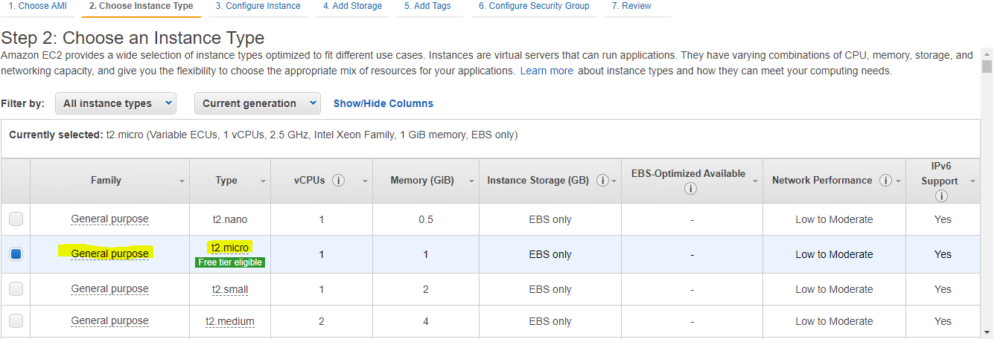 1. Choose AMI 2. Choose Instance Type 3. Configure Instance 4. Add Storage 5. Add Tags 6. Configure Security Group 7. Review
Step 2: Choose an Instance Type
Amazon EC2 provides a wide selection of instance types optimized to fit different use cases. Instances are virtual servers that can run applications. They have varying combinations of CPU, memory, storage, and
networking capacity, and give you the flexibility to choose the appropriate mix of resources for your applications. Learn more about instance types and how they can meet your computing needs.
Filter by: All instance types Current generation Show/Hide Columns
Currently selected: t2.micro (Variable ECUs, 1 vCPUs, 2.5 GHz, Intel Xeon Family, 1 GiB memory, EBS only)
Family Type vCPUs i Memory (GiB) Instance Storage (GB) i EBS-Optimized Available i Network Performance i IPv6 Support i
General purpose t2.nano 1 0.5 EBS only - Low to Moderate Yes
General purpose t2.micro 1 1 EBS only - Low to Moderate Yes
Free tier eligible
General purpose t2.small 1 2 EBS only - Low to Moderate Yes
General purpose t2.medium 2 4 EBS only - Low to Moderate Yes